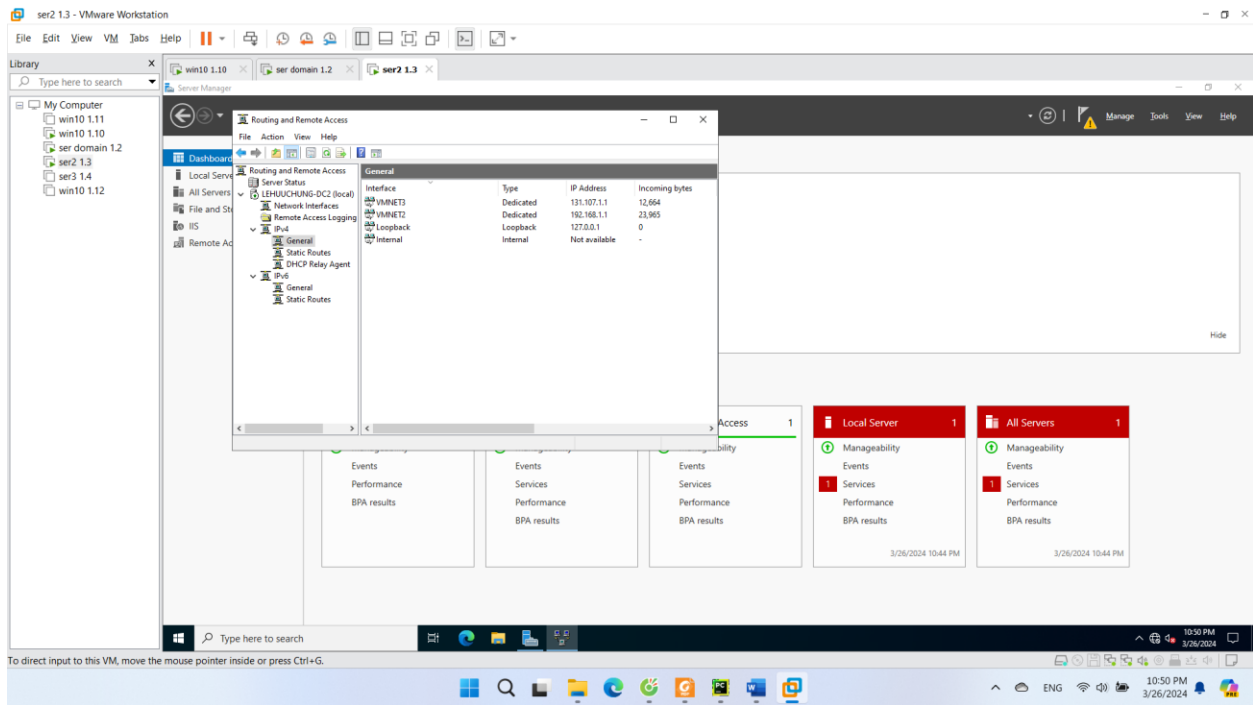 ser2 1.3 - VMware Workstation
File Edit View VM Tabs Help
Library
Type here to search
My Computer
win10 1.11
win10 1.10
ser domain 1.2
ser2 1.3
ser3 1.4
win10 1.12
win10 1.10
ser domain 1.2
ser2 1.3
Server Manager
Manage Tools View Help
Dashboard
Local Serve
All Servers
File and Sto
IIS
Remote Ac
Routing and Remote Access
File Action View Help
Routing and Remote Access
Server Status
LEHUUCHUNG-DC2 (local)
Network Interfaces
Remote Access Logging
IPv4
General
Static Routes
DHCP Relay Agent
IPv6
General
Static Routes
General
Interface Type IP Address Incoming bytes
VMNET3 Dedicated 131.107.1.1 12,664
VMNET2 Dedicated 192.168.1.1 23,965
Loopback Loopback 127.0.0.1 0
Internal Internal Not available -
Hide
Events
Performance
BPA results
Events
Services
Performance
BPA results
Access 1
Events
Services
Performance
BPA results
Local Server 1
Manageability
Events
1 Services
Performance
BPA results
3/26/2024 10:44 PM
All Servers 1
Manageability
Events
1 Services
Performance
BPA results
3/26/2024 10:44 PM
Type here to search
10:50 PM
3/26/2024
To direct input to this VM, move the mouse pointer inside or press Ctrl+G.
ENG
10:50 PM
3/26/2024